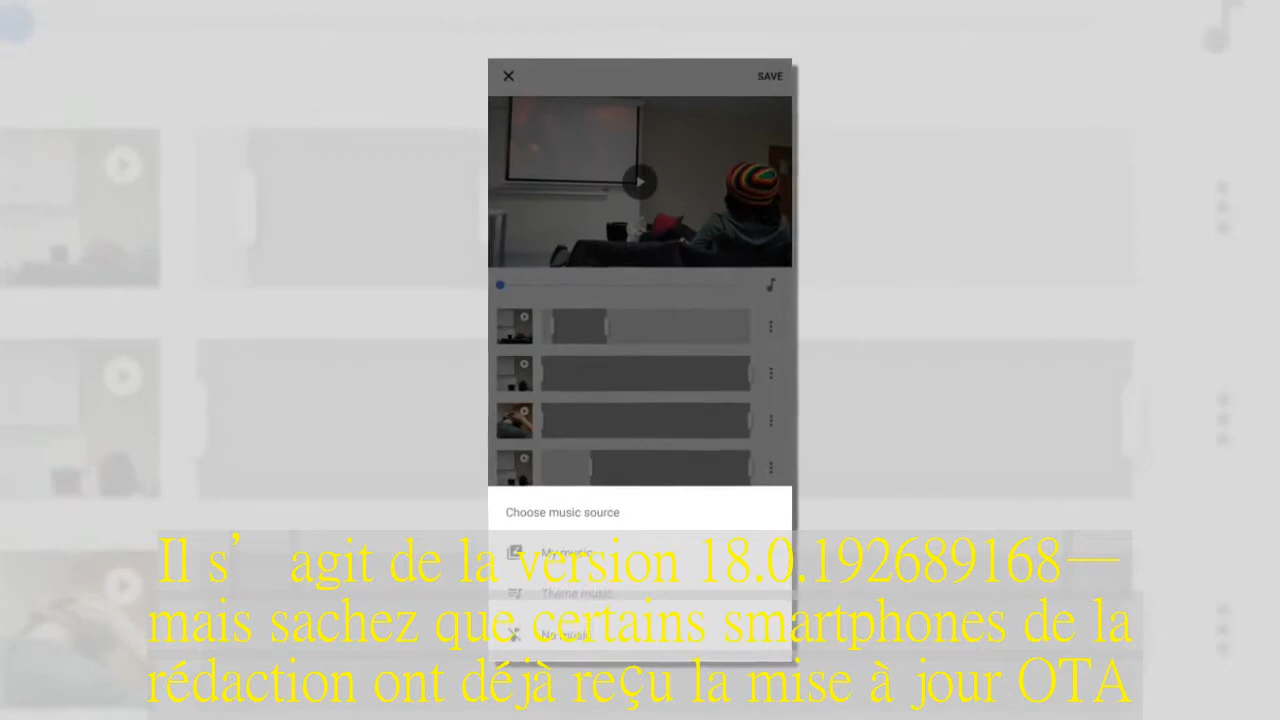 SAVE
Choose music source
My music
Theme music
No music
Il s’ agit de la version 18.0.192689168—
mais sachez que certains smartphones de la
rédaction ont déjà reçu la mise à jour OTA